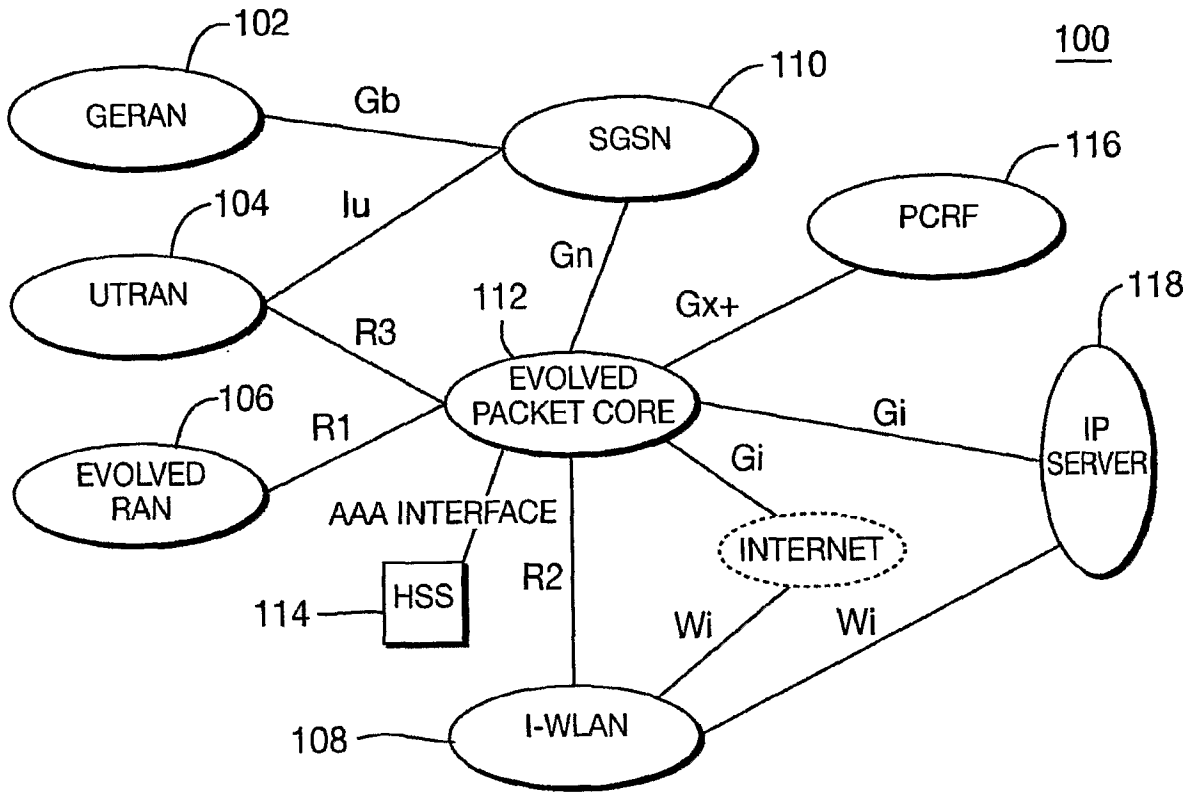 102
100
110
GERAN
Gb
SGSN
116
104
Iu
PCRF
UTRAN
Gn
118
112
Gx+
R3
106
EVOLVED
PACKET CORE
R1
Gi
IP
SERVER
EVOLVED
RAN
Gi
AAA INTERFACE
INTERNET
R2
HSS
114
Wi
Wi
I-WLAN
108